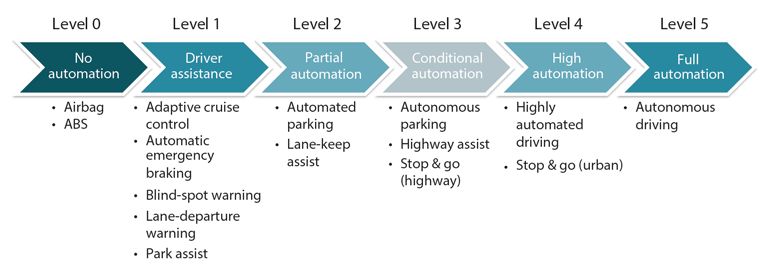 Level 0
Level 1
Level 2
Level 3
Level 4
Level 5
No
automation
Driver
assistance
Partial
automation
Conditional
automation
High
automation
Full
automation
• Airbag
• ABS
• Adaptive cruise
control
• Automatic
emergency
braking
• Blind-spot warning
• Lane-departure
warning
• Park assist
• Automated
parking
• Lane-keep
assist
• Autonomous
parking
• Highway assist
• Stop & go
(highway)
• Highly
automated
driving
• Stop & go (urban)
• Autonomous
driving